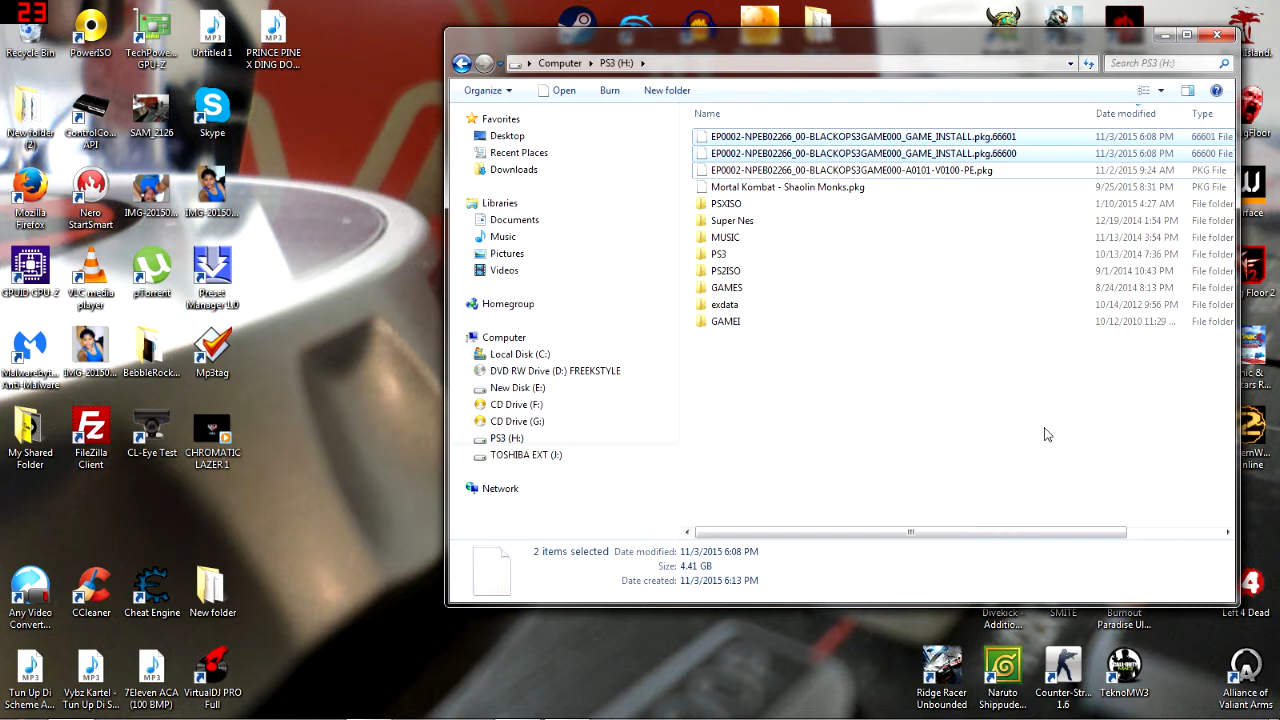 23
Recycle Bin
PowerISO
TechPowe...
GPU-Z
Untitled 1
PRINCE PINE
X DING DO...
New folder
(2)
ControlCo...
API
SAM_2126
Skype
Mozilla
Firefox
Nero
StartSmart
IMG-20150...
IMG-20150...
CPUID CPU-Z
VLC media
player
µTorrent
Preset
Manager 1.0
Malwarebyt...
Anti-Malware
IMG-20150...
BebbleRock...
Mp3tag
My Shared
Folder
FileZilla
Client
CL-Eye Test
CHROMATIC
LAZER 1
Any Video
Convert...
CCleaner
Cheat Engine
New folder
Tun Up Di
Scheme A...
Vybz Kartel -
Tun Up Di S...
7Eleven ACA
(100 BMP)
VirtualDJ PRO
Full
Computer
PS3 (H:)
Search PS3 (H:)
Organize
Open
Burn
New folder
Favorites
Desktop
Recent Places
Downloads
Libraries
Documents
Music
Pictures
Videos
Homegroup
Computer
Local Disk (C:)
DVD RW Drive (D:) FREEKSTYLE
New Disk (E:)
CD Drive (F:)
CD Drive (G:)
PS3 (H:)
TOSHIBA EXT (J:)
Network
Name Date modified Type
EP0002-NPEB02266_00-BLACKOPS3GAME000_GAME_INSTALL.pkg.66601 11/3/2015 6:08 PM 66601 File
EP0002-NPEB02266_00-BLACKOPS3GAME000_GAME_INSTALL.pkg.66600 11/3/2015 6:08 PM 66600 File
EP0002-NPEB02266_00-BLACKOPS3GAME000-A0101-V0100-PE.pkg 11/2/2015 9:24 AM PKG File
Mortal Kombat - Shaolin Monks.pkg 9/25/2015 8:31 PM PKG File
PSXISO 1/10/2015 4:27 AM File folder
Super Nes 12/19/2014 1:54 PM File folder
MUSIC 11/13/2014 3:54 PM File folder
PS3 10/13/2014 7:36 PM File folder
PS2ISO 9/1/2014 10:43 PM File folder
GAMES 8/24/2014 8:13 PM File folder
exdata 10/14/2012 9:56 PM File folder
GAMEI 10/12/2010 11:29 ... File folder
2 items selected Date modified: 11/3/2015 6:08 PM
Size: 4.41 GB
Date created: 11/3/2015 6:13 PM
Divekick -
Additio...
SMITE
Burnout
Paradise Ul...
Left 4 Dead
Ridge Racer
Unbounded
Naruto
Shippude...
Counter-Str...
1.6
TeknoMW3
Alliance of
Valiant Arms